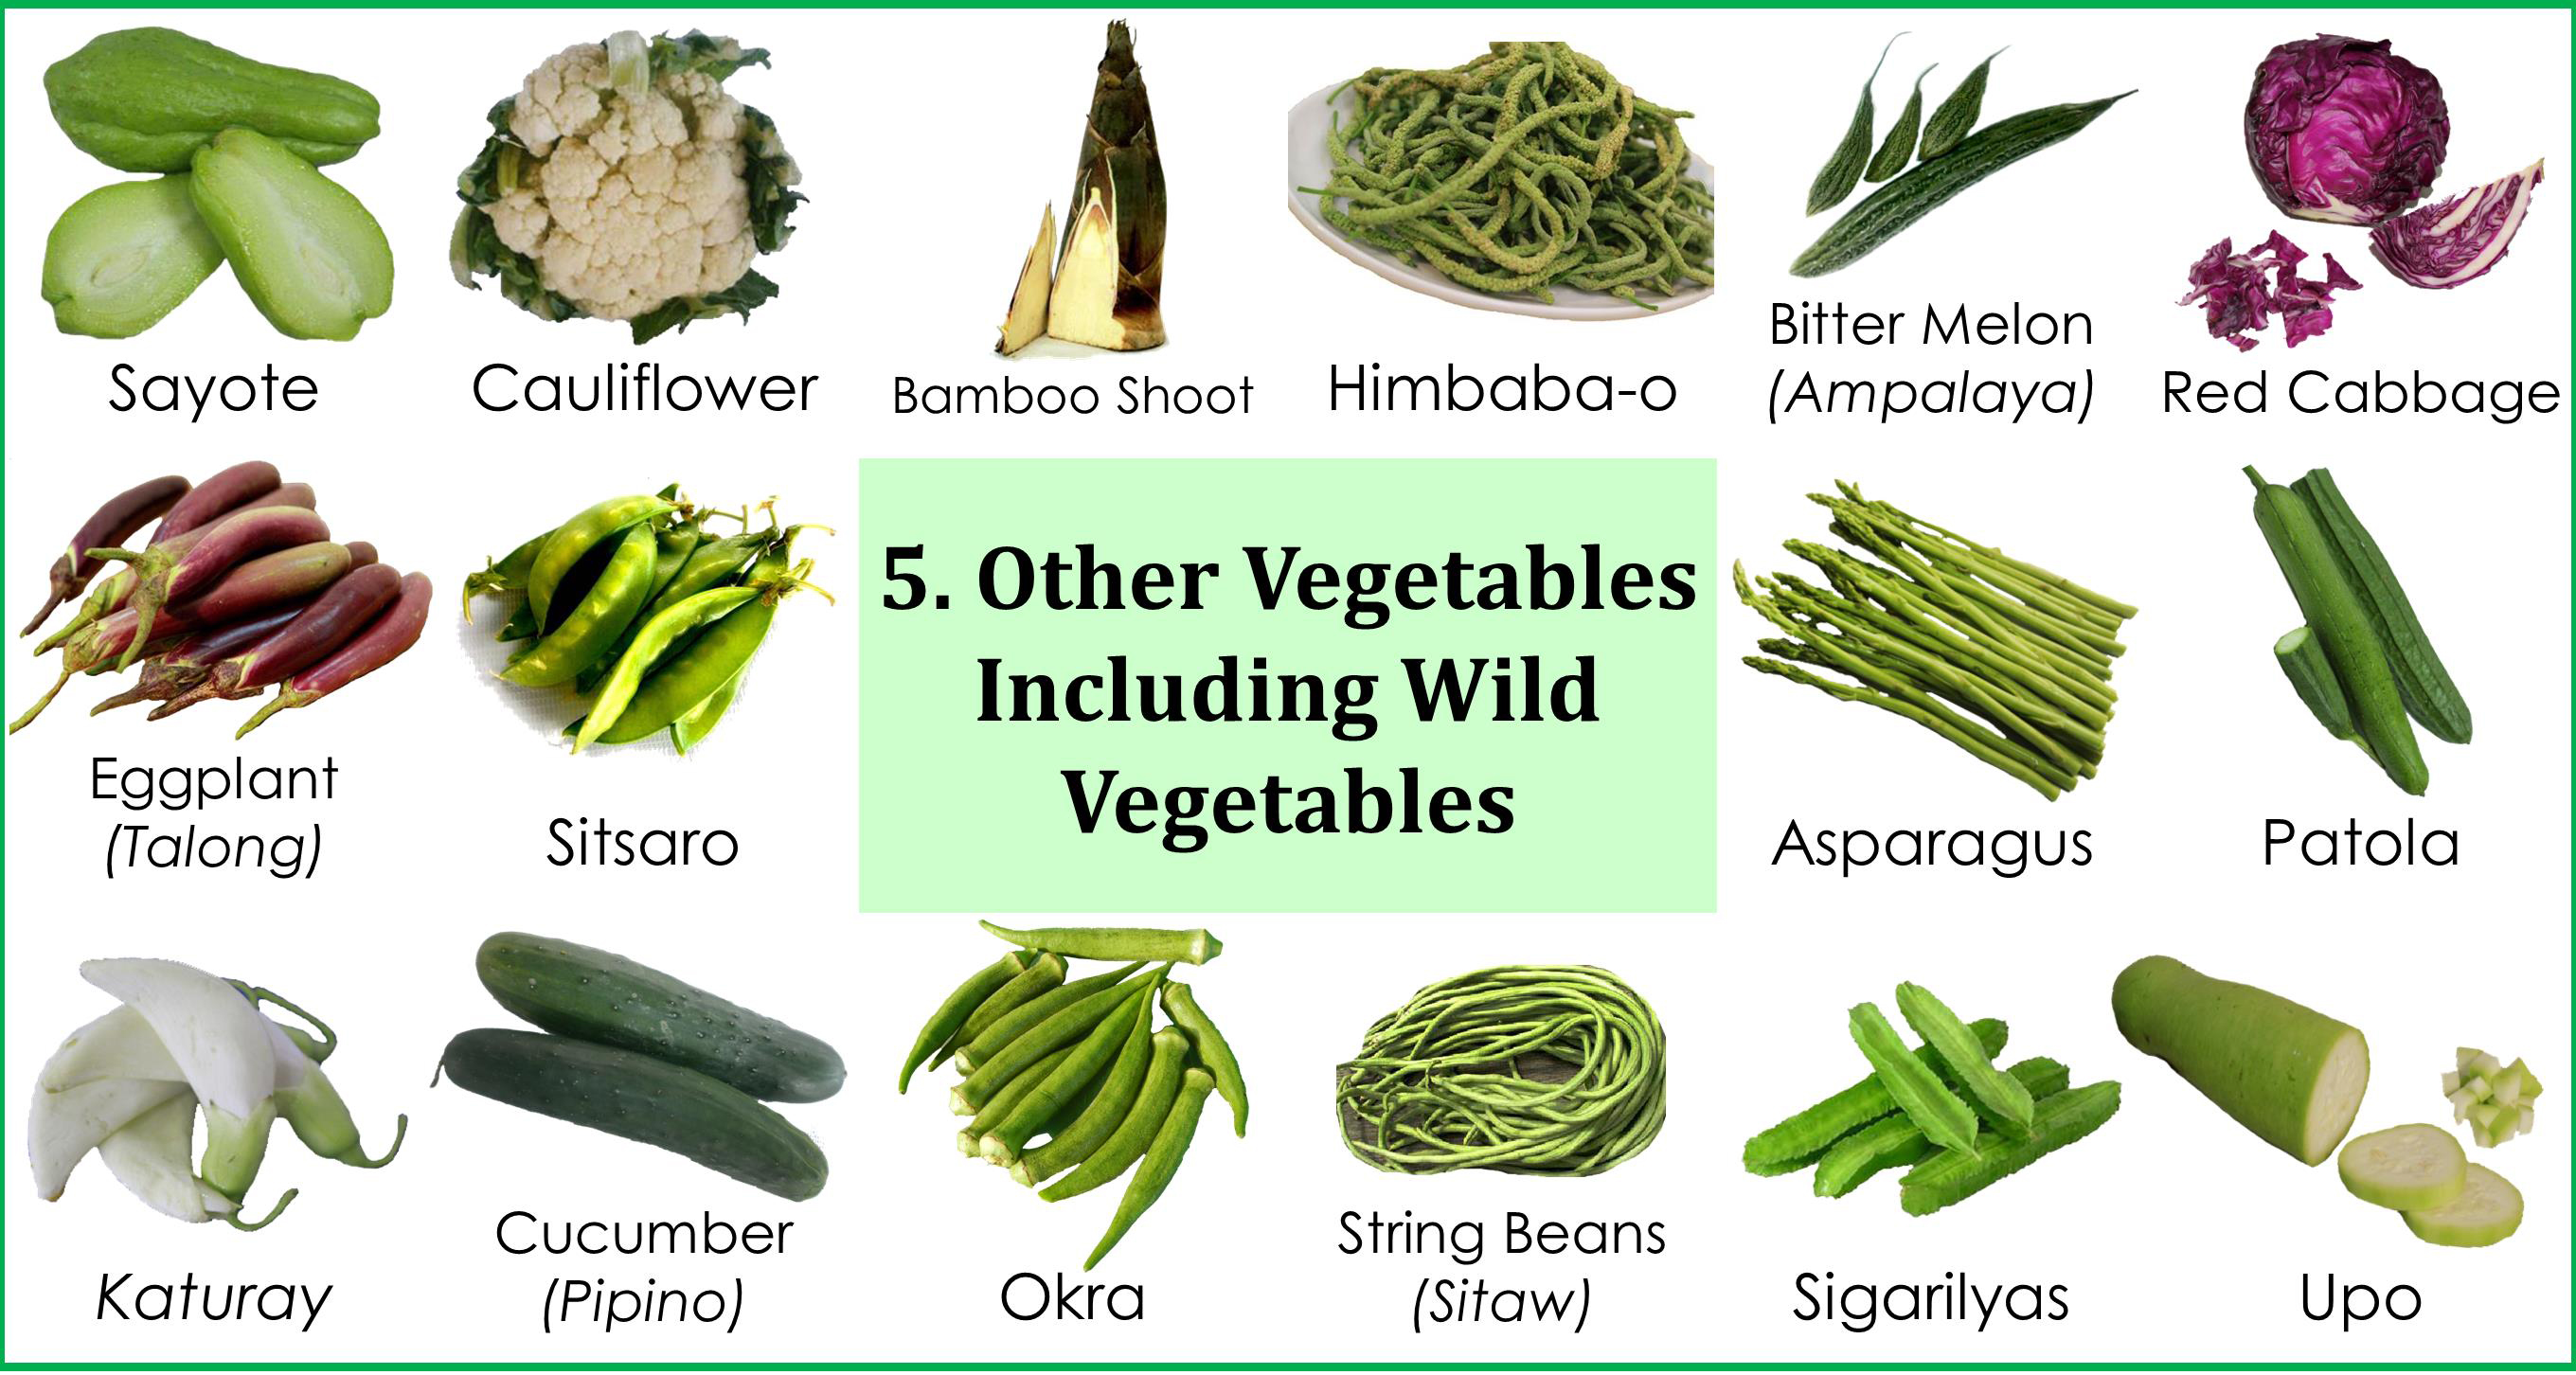 Sayote
Cauliflower
Bamboo Shoot
Himbaba-o
Bitter Melon
(Ampalaya)
Red Cabbage
Eggplant
(Talong)
Sitsaro
5. Other Vegetables
Including Wild
Vegetables
Asparagus
Patola
Katuray
Cucumber
(Pipino)
Okra
String Beans
(Sitaw)
Sigarilyas
Upo